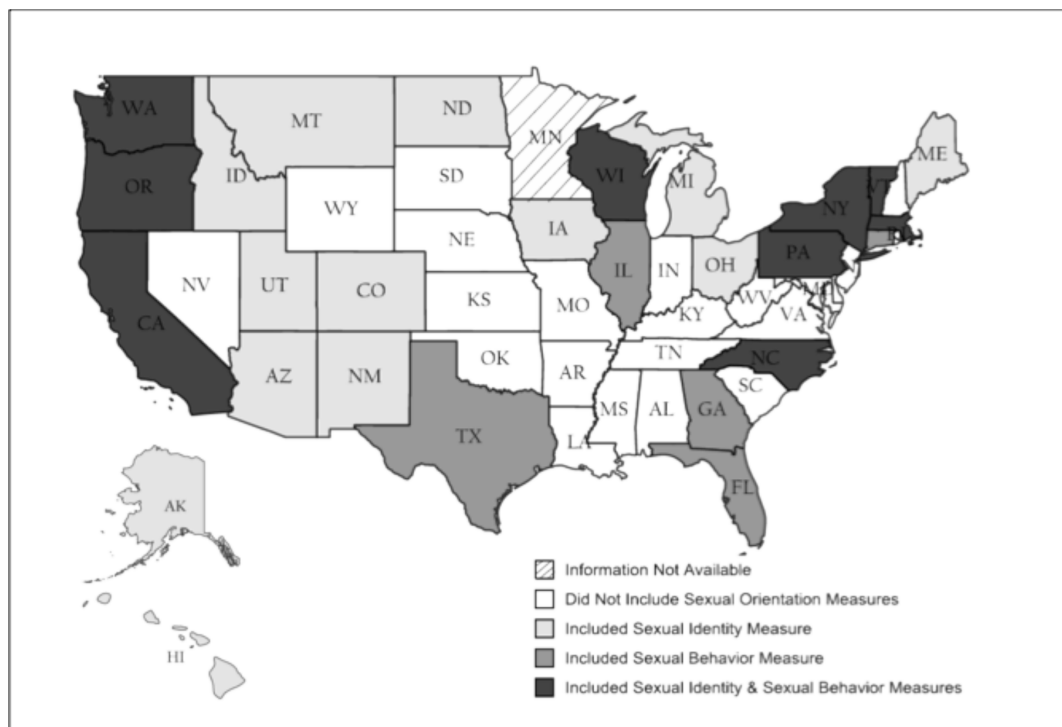 WA
MT
ND
MN
ME
OR
ID
SD
WI
MI
VT
NY
WY
IA
NE
PA
NV
UT
CO
IL
IN
OH
KS
MO
WV
VA
KY
CA
AZ
NM
OK
AR
TN
NC
SC
MS
AL
GA
TX
LA
FL
AK
HI
Information Not Available
Did Not Include Sexual Orientation Measures
Included Sexual Identity Measure
Included Sexual Behavior Measure
Included Sexual Identity & Sexual Behavior Measures